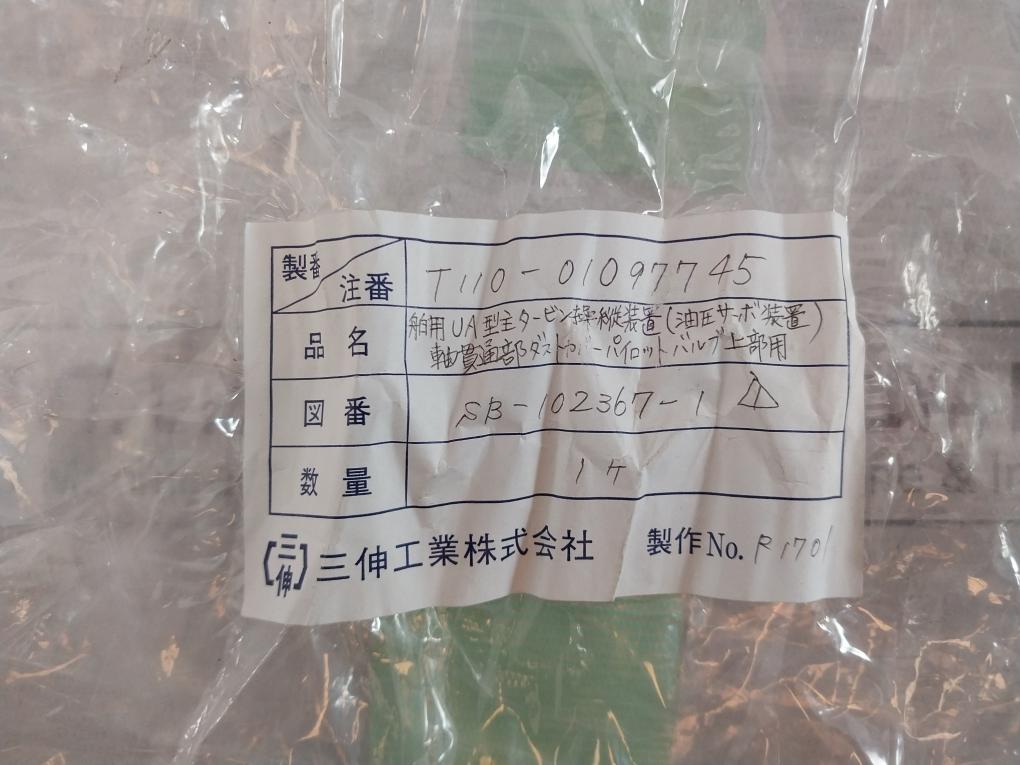 製番 注番 T110-01097745
品名 舶用UA型主タービン操縦装置(油圧サーボ装置)
軸貫通部ダストカバーパイロットバルブ上部用
図番 SB-102367-1
数量 1ケ
三伸 三伸工業株式会社 製作No. R1701